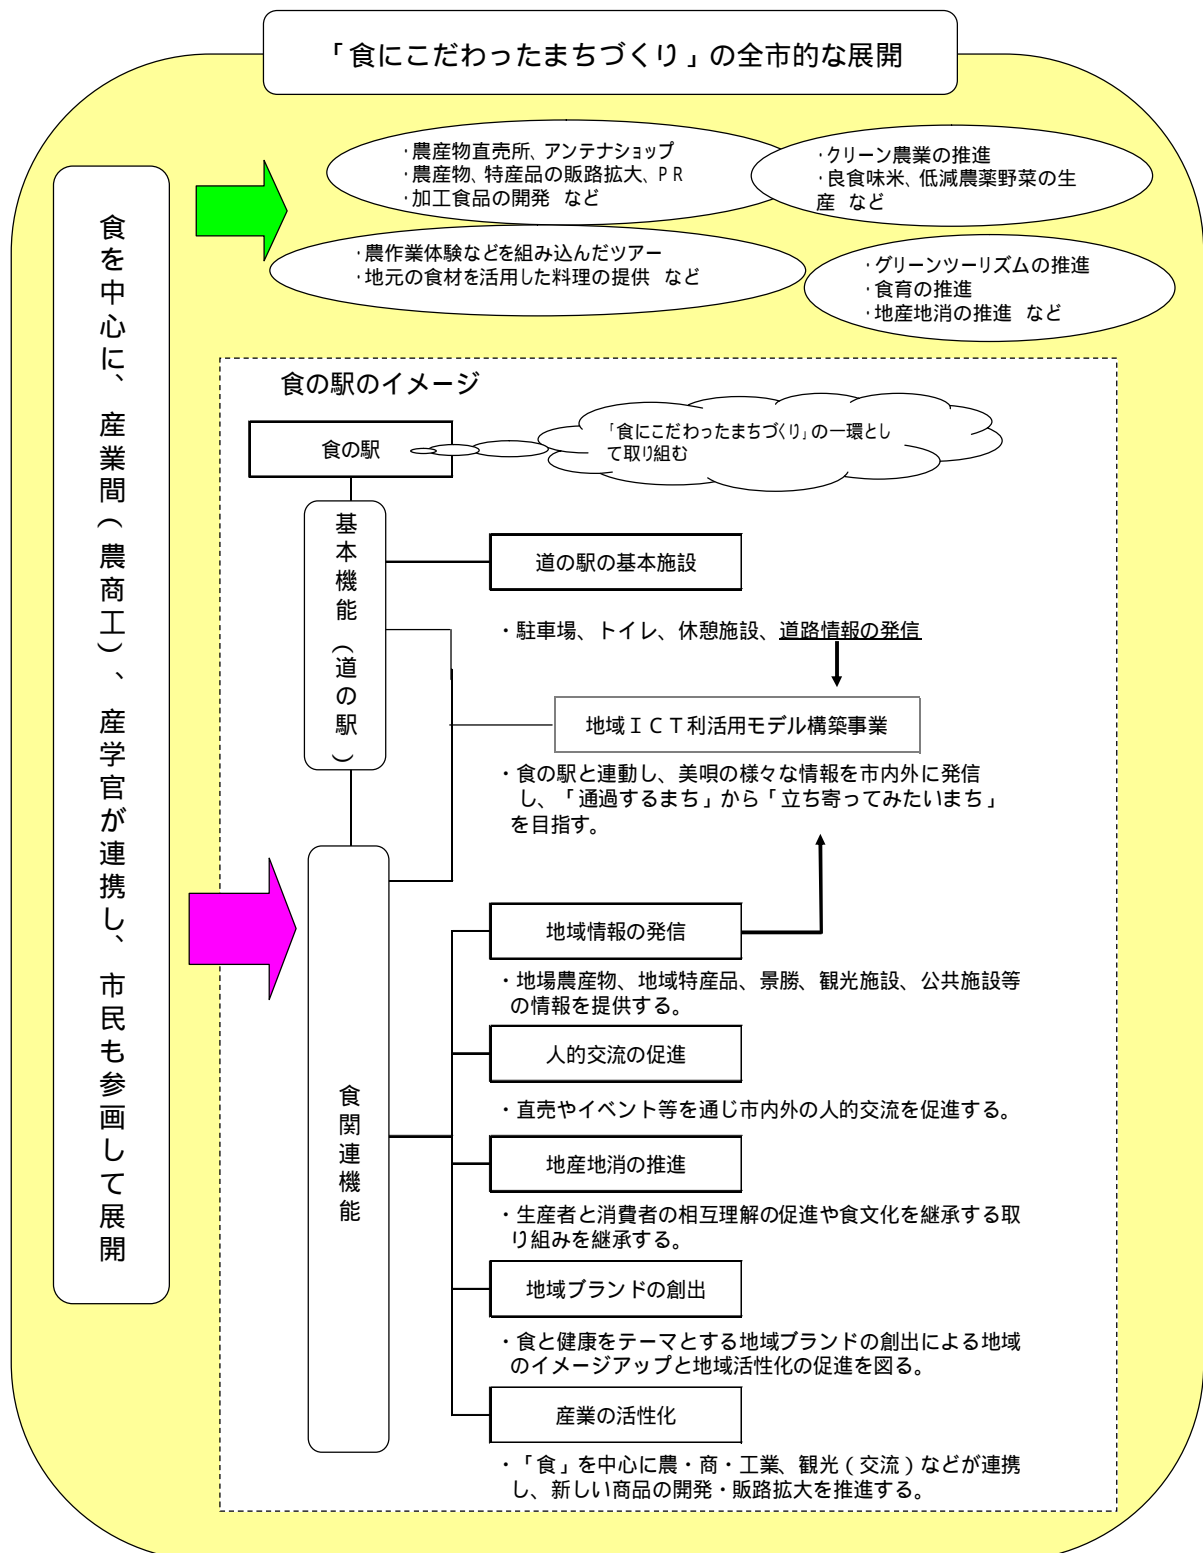 「食にこだわったまちづくり」の全市的な展開
食を中心に、産業間(農商工)、産学官が連携し、市民も参画して展開
・農産物直売所、アンテナショップ
・農産物、特産品の販路拡大、PR
・加工食品の開発 など
・クリーン農業の推進
・良食味米、低減農薬野菜の生
産 など
・農作業体験などを組み込んだツアー
・地元の食材を活用した料理の提供 など
・グリーンツーリズムの推進
・食育の推進
・地産地消の推進 など
食の駅のイメージ
食の駅
「食にこだわったまちづくり」の一環とし
て取り組む
基本機能(道の駅)
道の駅の基本施設
・駐車場、トイレ、休憩施設、道路情報の発信
地域ICT利活用モデル構築事業
・食の駅と連動し、美唄の様々な情報を市内外に発信
し、「通過するまち」から「立ち寄ってみたいまち」
を目指す。
食関連機能
地域情報の発信
・地場農産物、地域特産品、景勝、観光施設、公共施設等
の情報を提供する。
人的交流の促進
・直売やイベント等を通じ市内外の人的交流を促進する。
地産地消の推進
・生産者と消費者の相互理解の促進や食文化を継承する取
り組みを継承する。
地域ブランドの創出
・食と健康をテーマとする地域ブランドの創出による地域
のイメージアップと地域活性化の促進を図る。
産業の活性化
・「食」を中心に農・商・工業、観光(交流)などが連携
し、新しい商品の開発・販路拡大を推進する。